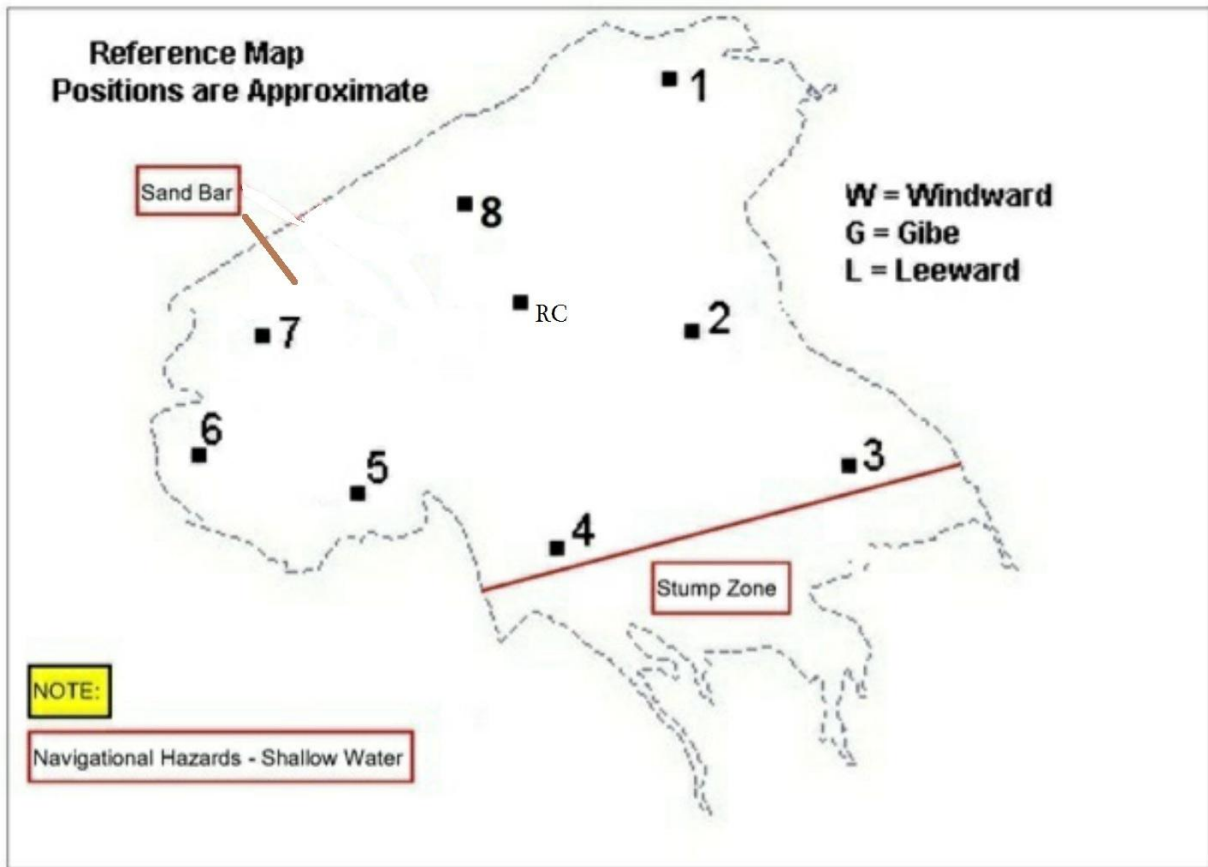 Reference Map
Positions are Approximate
1
Sand Bar
W = Windward
8
G = Gibe
L = Leeward
RC
2
7
6
3
5
4
Stump Zone
NOTE:
Navigational Hazards - Shallow Water